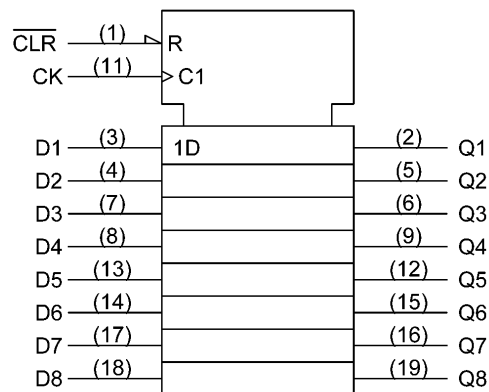 C̅L̅R̅ (1) R
CK (11) C1
D1 (3) 1D (2) Q1
D2 (4) (5) Q2
D3 (7) (6) Q3
D4 (8) (9) Q4
D5 (13) (12) Q5
D6 (14) (15) Q6
D7 (17) (16) Q7
D8 (18) (19) Q8